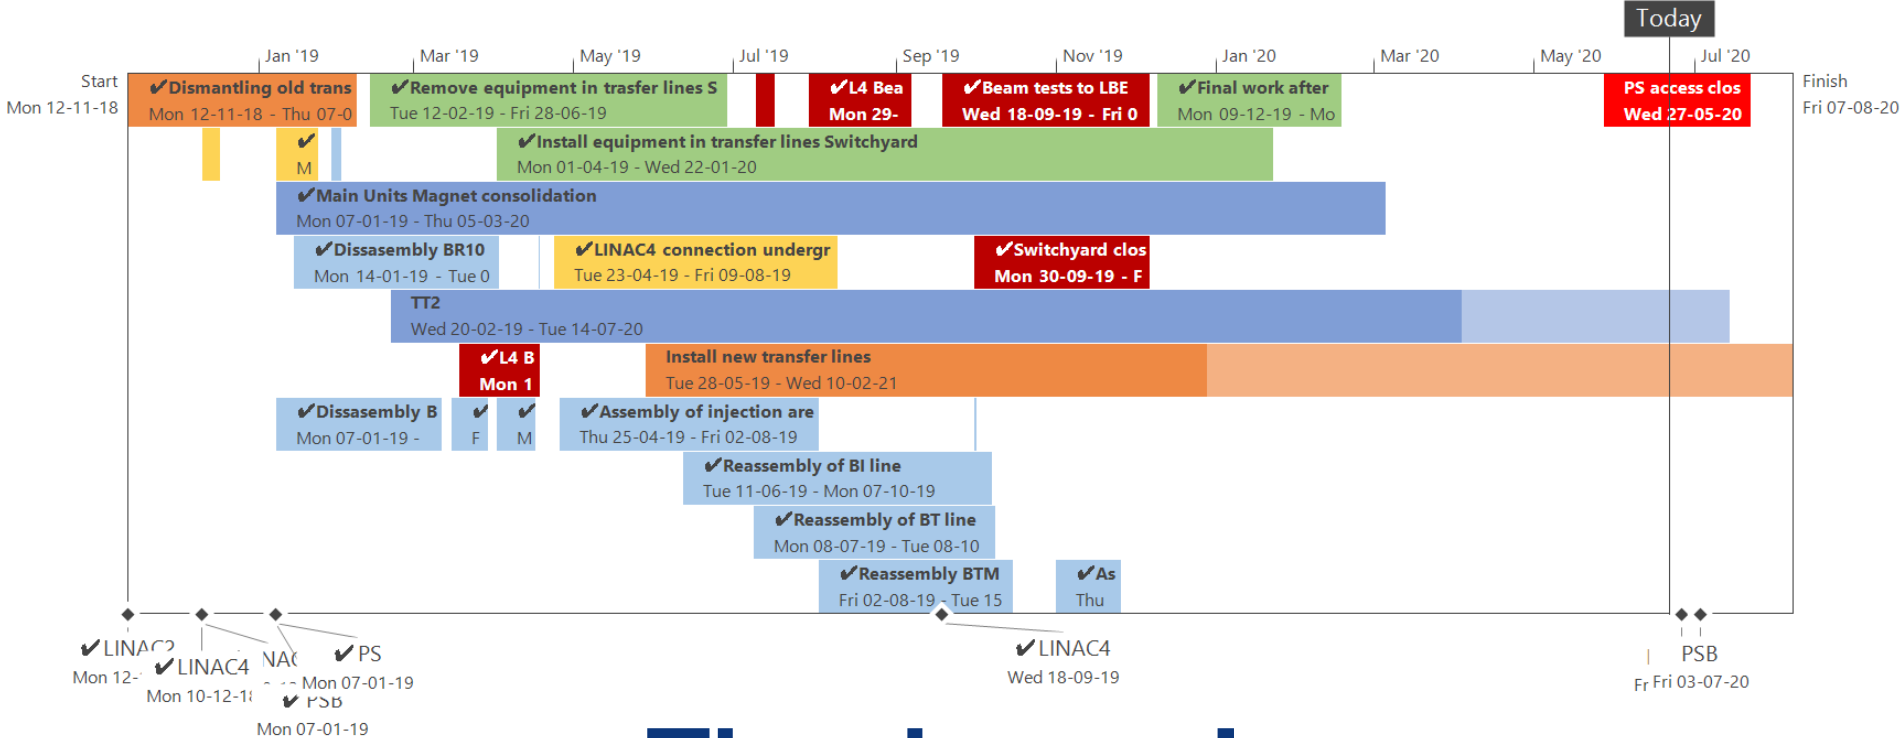 Today
Jan '19 Mar '19 May '19 Jul '19 Sep '19 Nov '19 Jan '20 Mar '20 May '20 Jul '20
Start
Mon 12-11-18
Finish
Fri 07-08-20
✔Dismantling old trans
Mon 12-11-18 - Thu 07-0
✔Remove equipment in trasfer lines S
Tue 12-02-19 - Fri 28-06-19
✔L4 Bea
Mon 29-
✔Beam tests to LBE
Wed 18-09-19 - Fri 0
✔Final work after
Mon 09-12-19 - Mo
PS access clos
Wed 27-05-20
✔
M
✔Install equipment in transfer lines Switchyard
Mon 01-04-19 - Wed 22-01-20
✔Main Units Magnet consolidation
Mon 07-01-19 - Thu 05-03-20
✔Dissasembly BR10
Mon 14-01-19 - Tue 0
✔LINAC4 connection undergr
Tue 23-04-19 - Fri 09-08-19
✔Switchyard clos
Mon 30-09-19 - F
TT2
Wed 20-02-19 - Tue 14-07-20
✔L4 B
Mon 1
Install new transfer lines
Tue 28-05-19 - Wed 10-02-21
✔Dissasembly B
Mon 07-01-19 -
✔
F
✔
M
✔Assembly of injection are
Thu 25-04-19 - Fri 02-08-19
✔Reassembly of BI line
Tue 11-06-19 - Mon 07-10-19
✔Reassembly of BT line
Mon 08-07-19 - Tue 08-10
✔Reassembly BTM
Fri 02-08-19 - Tue 15
✔As
Thu
✔LINAC2
Mon 12-
✔LINAC4
Mon 10-12-18
✔PS
Mon 07-01-19
✔PSB
Mon 07-01-19
✔LINAC4
Wed 18-09-19
Fr
PSB
Fri 03-07-20